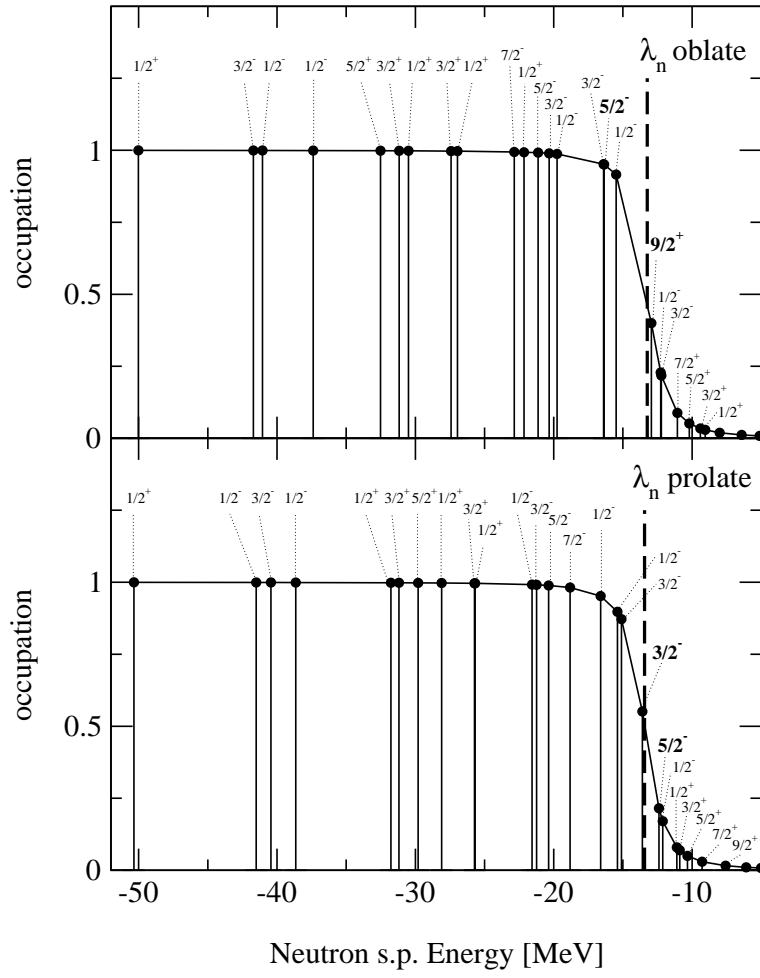 λn oblate
1/2+ 3/2- 1/2- 1/2- 5/2+ 3/2+ 1/2+ 3/2+ 1/2+ 7/2- 1/2+ 5/2- 3/2- 1/2- 3/2- 5/2- 1/2-
9/2+
1/2-
3/2-
7/2+
5/2+
3/2+
1/2+
1
0.5
0
occupation
λn prolate
1/2+ 1/2- 3/2- 1/2- 1/2+ 3/2+ 5/2+ 1/2+ 3/2+ 1/2+ 1/2- 3/2- 5/2- 7/2- 1/2- 1/2- 3/2-
3/2-
5/2-
1/2-
1/2+
3/2+
5/2+
7/2+
9/2+
1
0.5
0
occupation
-50 -40 -30 -20 -10
Neutron s.p. Energy [MeV]